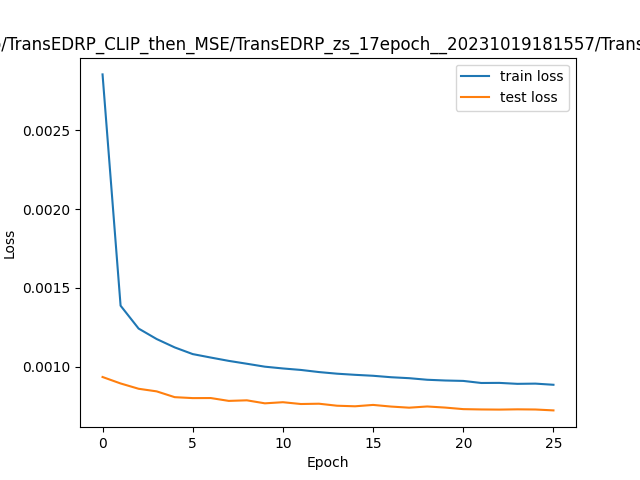 /TransEDRP_CLIP_then_MSE/TransEDRP_zs_17epoch__20231019181557/Trans
train loss
test loss
0.0025
0.0020
0.0015
0.0010
Loss
0 5 10 15 20 25
Epoch